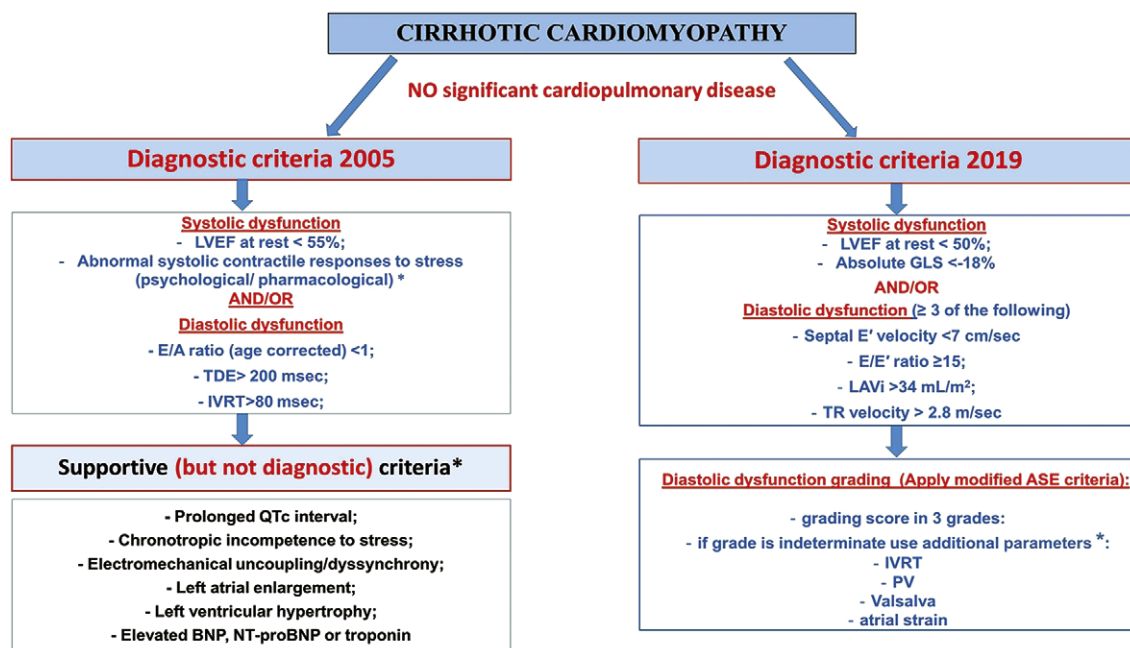 CIRRHOTIC CARDIOMYOPATHY
NO significant cardiopulmonary disease
Diagnostic criteria 2005
Systolic dysfunction
- LVEF at rest < 55%;
- Abnormal systolic contractile responses to stress
(psychological/ pharmacological) *
AND/OR
Diastolic dysfunction
- E/A ratio (age corrected) <1;
- TDE> 200 msec;
- IVRT>80 msec;
Supportive (but not diagnostic) criteria*
- Prolonged QTc interval;
- Chronotropic incompetence to stress;
- Electromechanical uncoupling/dyssynchrony;
- Left atrial enlargement;
- Left ventricular hypertrophy;
- Elevated BNP, NT-proBNP or troponin
Diagnostic criteria 2019
Systolic dysfunction
- LVEF at rest < 50%;
- Absolute GLS <-18%
AND/OR
Diastolic dysfunction (≥ 3 of the following)
- Septal E′ velocity <7 cm/sec
- E/E′ ratio ≥15;
- LAVi >34 mL/m²;
- TR velocity > 2.8 m/sec
Diastolic dysfunction grading (Apply modified ASE criteria):
- grading score in 3 grades:
- if grade is indeterminate use additional parameters *:
- IVRT
- PV
- Valsalva
- atrial strain